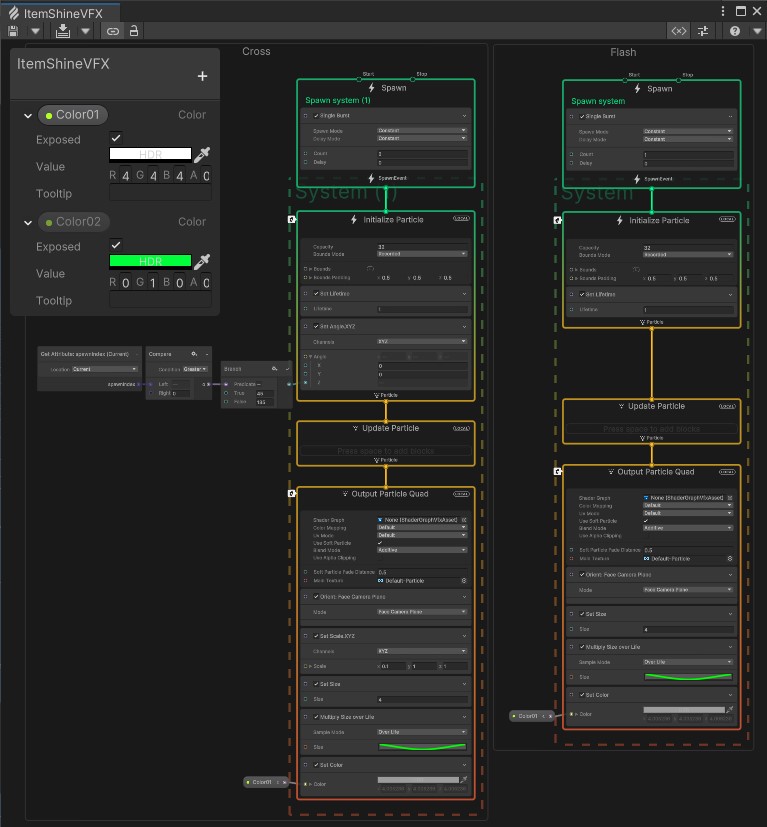 ItemShineVFX
ItemShineVFX
+
Color01
Color
Exposed
Value
HDR
R 4 G 4 B 4 A 0
Tooltip
Color02
Color
Exposed
HDR
Value
R 0 G 1 B 0 A 0
Tooltip
Cross
Start Stop
Spawn
Spawn system (1)
Single Burst
Spawn Mode Constant
Delay Mode Constant
Count
Delay
SpawnEvent
System (1)
Initialize Particle LOCAL
Capacity 32
Bounds Mode Recorded
Bounds
Bounds Padding X 0.5 Y 0.5 Z 0.5
Set Lifetime
Lifetime 1
Set Angle.XYZ
Channels XYZ
Angle
X 0
Y 0
Z
Particle
Get Attribute: spawnIndex (Current)
Location Current
spawnIndex
Compare
Condition Greater
Left
Right 0
Branch
Predicate
True 45
False 135
Update Particle LOCAL
Press space to add blocks
Particle
Output Particle Quad LOCAL
Shader Graph None (ShaderGraphVfxAsset)
Color Mapping Default
Uv Mode Default
Use Soft Particle
Blend Mode Additive
Use Alpha Clipping
Soft Particle Fade Distance 0.5
Main Texture Default-Particle
Orient: Face Camera Plane
Mode Face Camera Plane
Set Scale.XYZ
Channels XYZ
Scale X 0.1 Y 1 Z 1
Set Size
Size 4
Multiply Size over Life
Sample Mode Over Life
Size
Set Color
Color
Color01
Flash
Start Stop
Spawn
Spawn system
Single Burst
Spawn Mode Constant
Delay Mode Constant
Count 1
Delay
SpawnEvent
System
Initialize Particle LOCAL
Capacity 32
Bounds Mode Recorded
Bounds
Bounds Padding X 0.5 Y 0.5 Z 0.5
Set Lifetime
Lifetime 1
Particle
Update Particle LOCAL
Press space to add blocks
Particle
Output Particle Quad LOCAL
Shader Graph None (ShaderGraphVfxAsset)
Color Mapping Default
Uv Mode Default
Use Soft Particle
Blend Mode Additive
Use Alpha Clipping
Soft Particle Fade Distance 0.5
Main Texture Default-Particle
Orient: Face Camera Plane
Mode Face Camera Plane
Set Size
Size 4
Multiply Size over Life
Sample Mode Over Life
Size
Set Color
Color
Color01